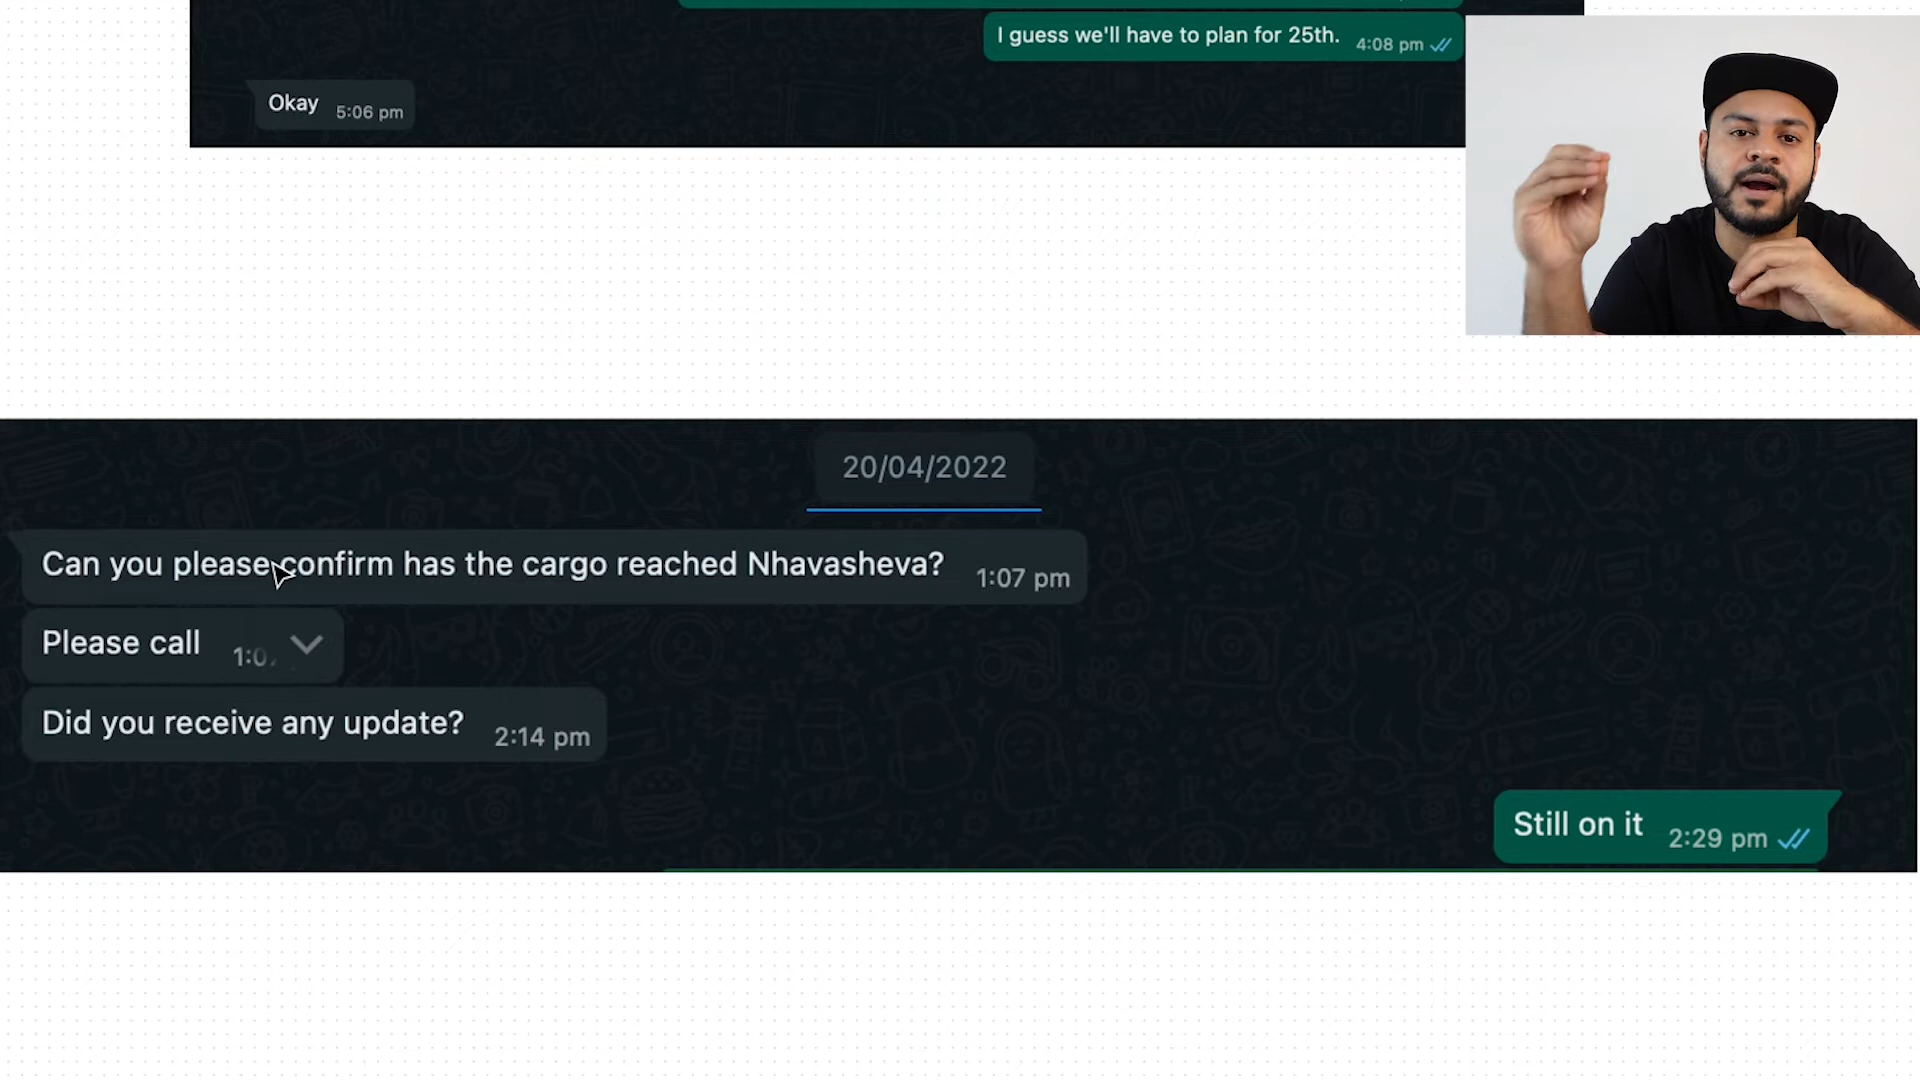 I guess we'll have to plan for 25th. 4:08 pm
Okay 5:06 pm
20/04/2022
Can you please confirm has the cargo reached Nhavasheva? 1:07 pm
Please call
Did you receive any update? 2:14 pm
Still on it 2:29 pm